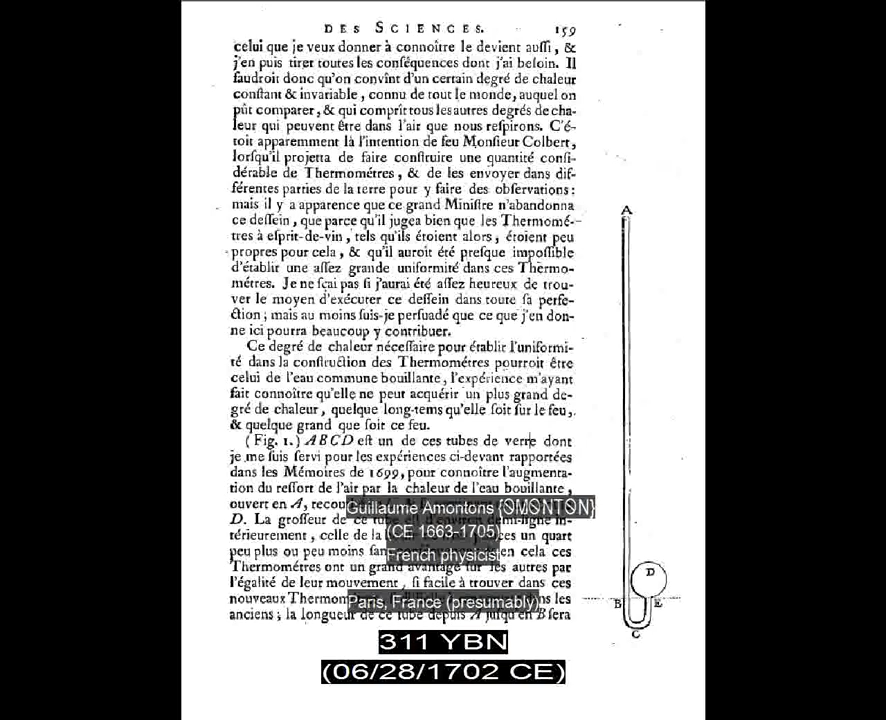 DES SCIENCES. 159
celui que je veux donner à connoître le devient auſſi, &
j'en puis tirer toutes les conſéquences dont j'ai beſoin. Il
faudroit donc qu'on convînt d'un certain degré de chaleur
conſtant & invariable, connu de tout le monde, auquel on
pût comparer, & qui comprît tous les autres degrés de cha-
leur qui peuvent être dans l'air que nous reſpirons. C'é-
toit apparemment là l'intention de feu Monſieur Colbert,
lorſqu'il projetta de faire conſtruire une quantité conſi-
dérable de Thermométres, & de les envoyer dans dif-
férentes parties de la terre pour y faire des obſervations:
mais il y a apparence que ce grand Miniſtre n'abandonna
ce deſſein, que parce qu'il jugea bien que les Thermomé-
tres à eſprit-de-vin, tels qu'ils étoient alors, étoient peu
propres pour cela, & qu'il auroit été preſque impoſſible
d'établir une aſſez grande uniformité dans ces Thermo-
métres. Je ne ſçai pas ſi j'aurai été aſſez heureux de trou-
ver le moyen d'exécuter ce deſſein dans toute ſa perfe-
ction; mais au moins ſuis-je perſuadé que ce que j'en don-
ne ici pourra beaucoup y contribuer.
Ce degré de chaleur néceſſaire pour établir l'uniformi-
té dans la conſtruction des Thermométres pourroit être
celui de l'eau commune bouillante, l'expérience m'ayant
fait connoître qu'elle ne peut acquérir un plus grand de-
gré de chaleur, quelque long-tems qu'elle ſoit ſur le feu,
& quelque grand que ſoit ce feu.
(Fig. 1.) ABCD eſt un de ces tubes de verre dont
je me ſuis ſervi pour les expériences ci-devant rapportées
dans les Mémoires de 1699, pour connoître l'augmenta-
tion du reſſort de l'air par la chaleur de l'eau bouillante,
ouvert en A,
Guillaume Amontons {OMONTON}
D. La groſſeur de ce tube eſt d'environ demi-ligne in-
(CE 1663-1705)
térieurement, celle de la ces un quart
French physicist
peu plus ou peu moins en cela ces
Thermométres ont un grand avantage ſur les autres par
l'égalité de leur mouvement, ſi facile à trouver dans ces
nouveaux les
Paris, France (presumably)
anciens; la longueur de ce tube depuis A juſqu'en B ſera
311 YBN
(06/28/1702 CE)
A
D
B E
C